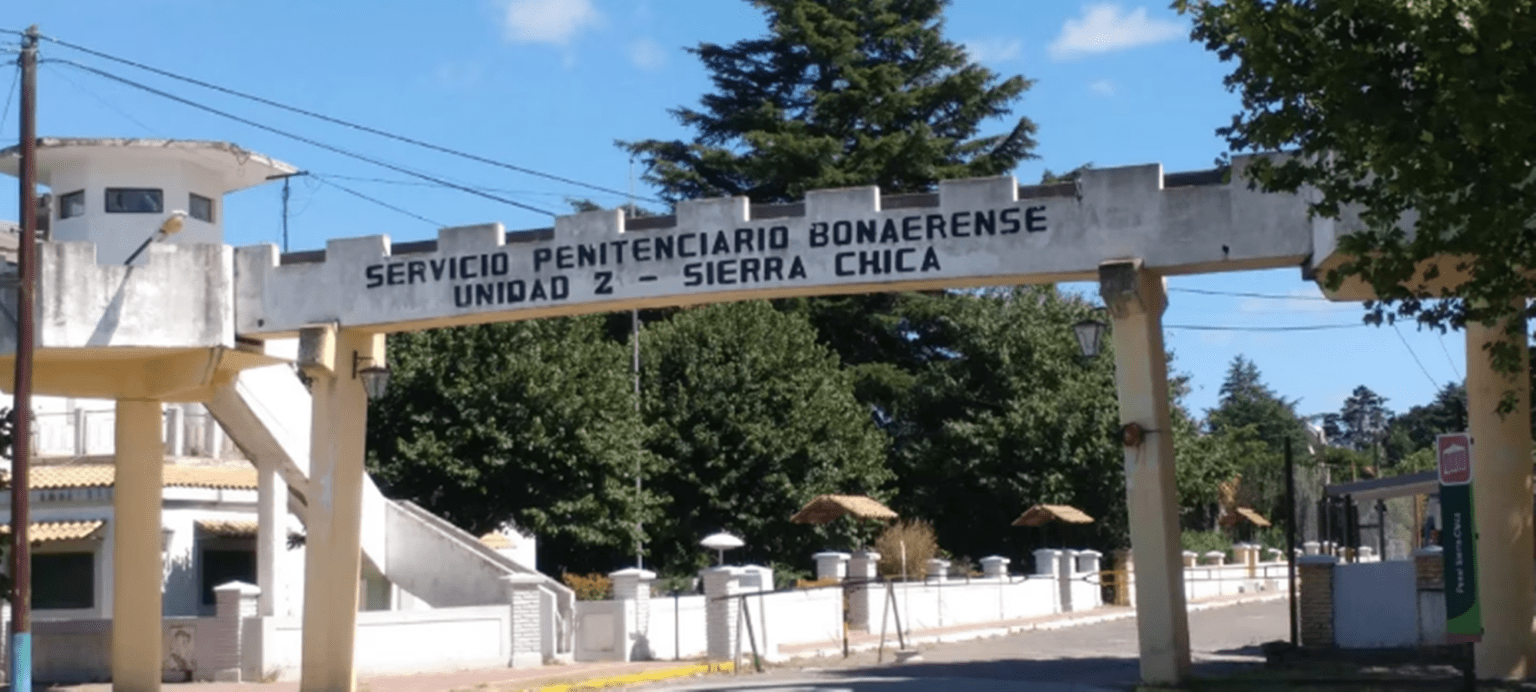 SERVICIO PENITENCIARIO BONAERENSE
UNIDAD 2 - SIERRA CHICA